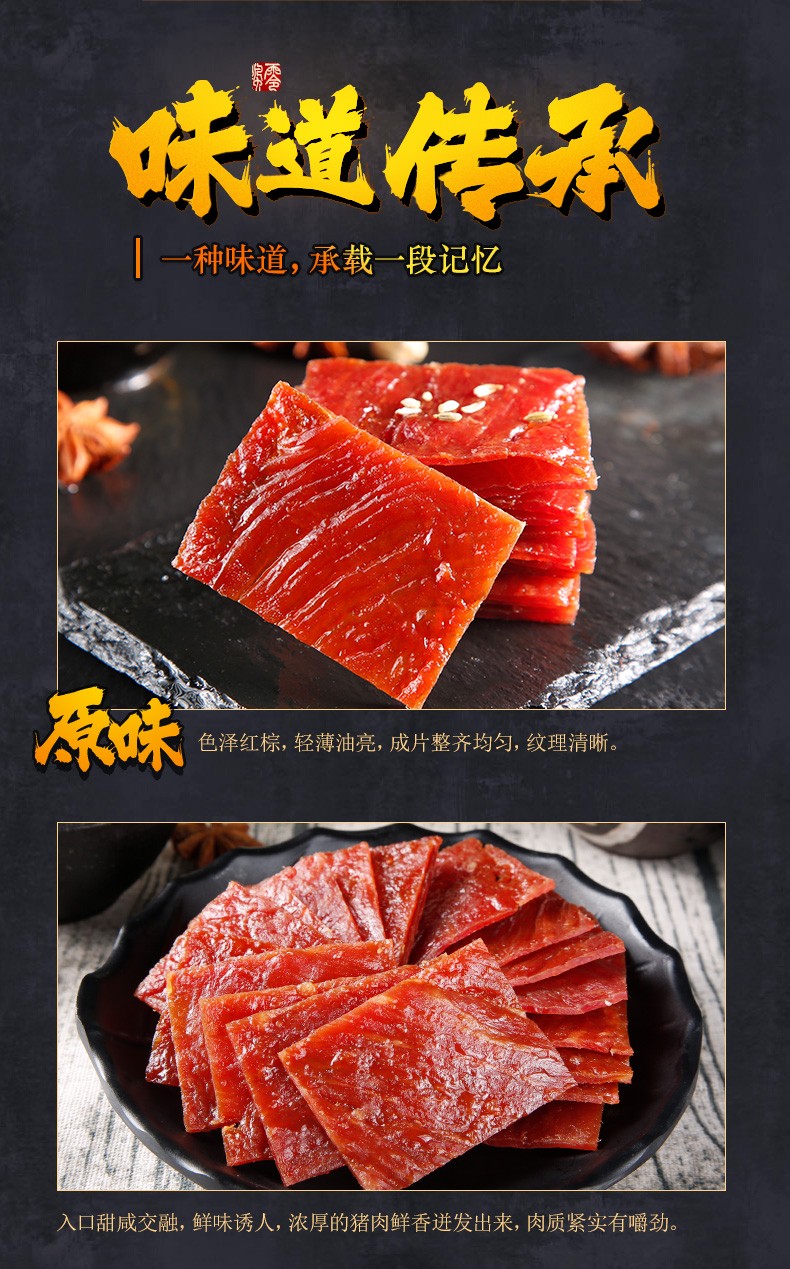 味道传承
一种味道，承载一段记忆
原味
色泽红棕，轻薄油亮，成片整齐均匀，纹理清晰。
入口甜咸交融，鲜味诱人，浓厚的猪肉鲜香迸发出来，肉质紧实有嚼劲。